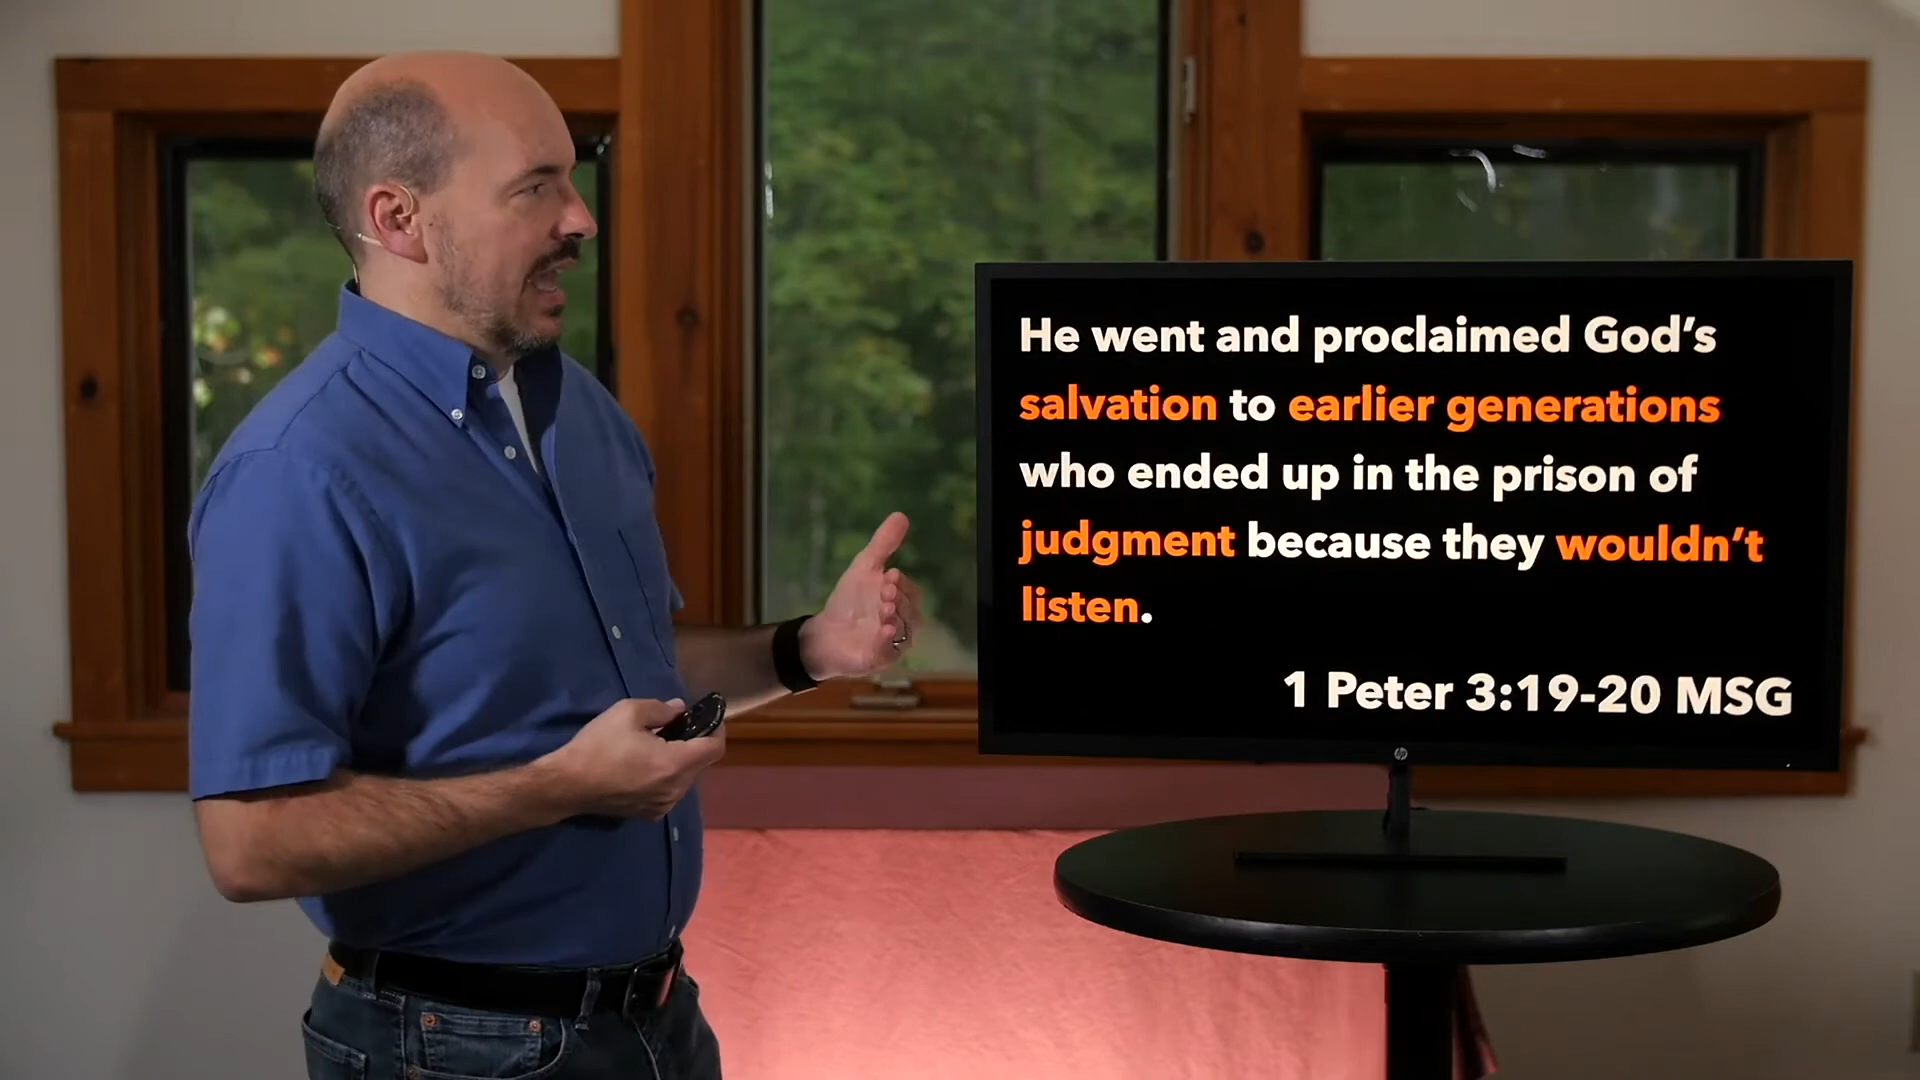 He went and proclaimed God’s
salvation to earlier generations
who ended up in the prison of
judgment because they wouldn’t
listen.
1 Peter 3:19-20 MSG
hp